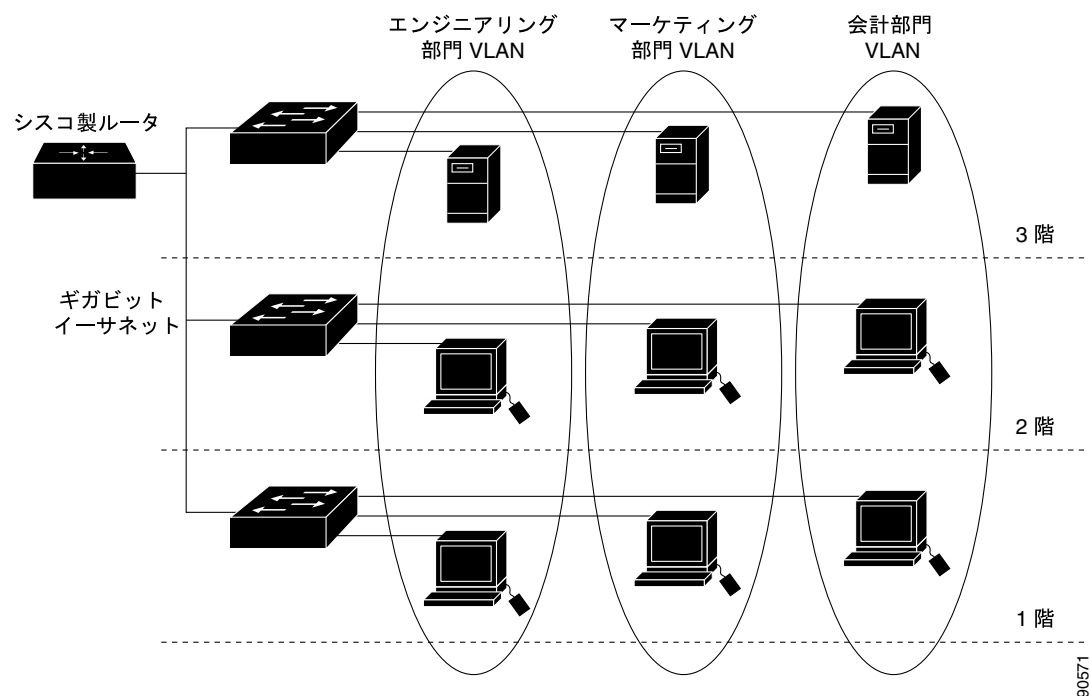 エンジニアリング
部門 VLAN
マーケティング
部門 VLAN
会計部門
VLAN
シスコ製ルータ
3 階
ギガビット
イーサネット
2 階
1 階
90571